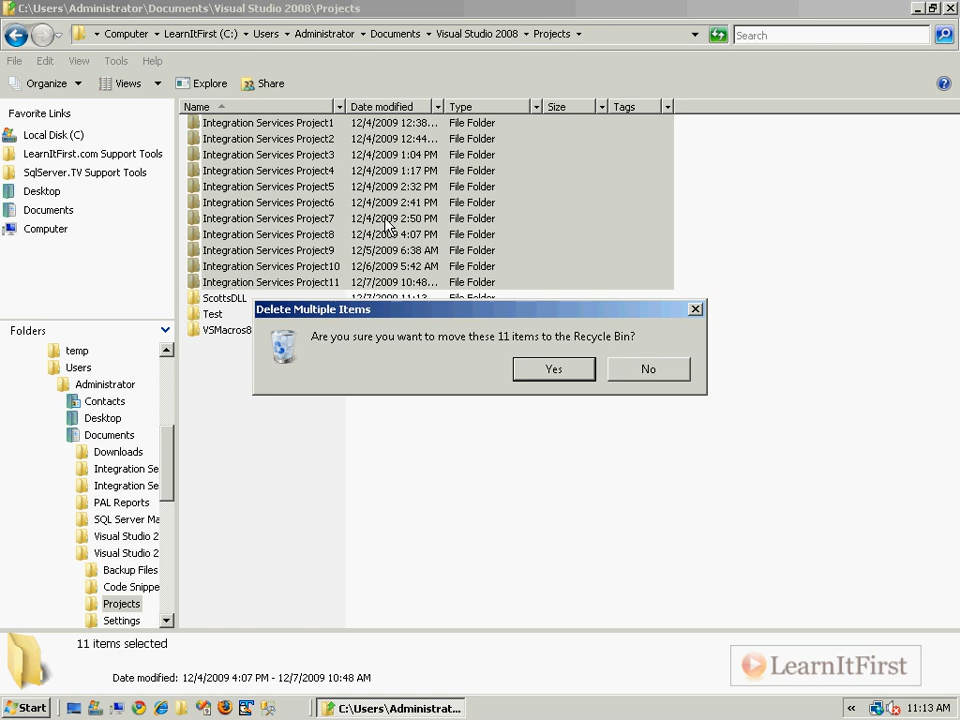 C:\Users\Administrator\Documents\Visual Studio 2008\Projects
Computer LearnItFirst (C:) Users Administrator Documents Visual Studio 2008 Projects Search
File Edit View Tools Help
Organize Views Explore Share
Favorite Links
Local Disk (C)
LearnItFirst.com Support Tools
SqlServer.TV Support Tools
Desktop
Documents
Computer
Name Date modified Type Size Tags
Integration Services Project1 12/4/2009 12:38... File Folder
Integration Services Project2 12/4/2009 12:44... File Folder
Integration Services Project3 12/4/2009 1:04 PM File Folder
Integration Services Project4 12/4/2009 1:17 PM File Folder
Integration Services Project5 12/4/2009 2:32 PM File Folder
Integration Services Project6 12/4/2009 2:41 PM File Folder
Integration Services Project7 12/4/2009 2:50 PM File Folder
Integration Services Project8 12/4/2009 4:07 PM File Folder
Integration Services Project9 12/5/2009 6:38 AM File Folder
Integration Services Project10 12/6/2009 5:42 AM File Folder
Integration Services Project11 12/7/2009 10:48... File Folder
ScottsDLL 12/7/2009 11:13... File Folder
Test
VSMacros8
Delete Multiple Items
Are you sure you want to move these 11 items to the Recycle Bin?
Yes No
Folders
temp
Users
Administrator
Contacts
Desktop
Documents
Downloads
Integration Se
Integration Se
PAL Reports
SQL Server Ma
Visual Studio 2
Visual Studio 2
Backup Files
Code Snippe
Projects
Settings
11 items selected
Date modified: 12/4/2009 4:07 PM - 12/7/2009 10:48 AM
LearnItFirst
Start C:\Users\Administrat... « 11:13 AM